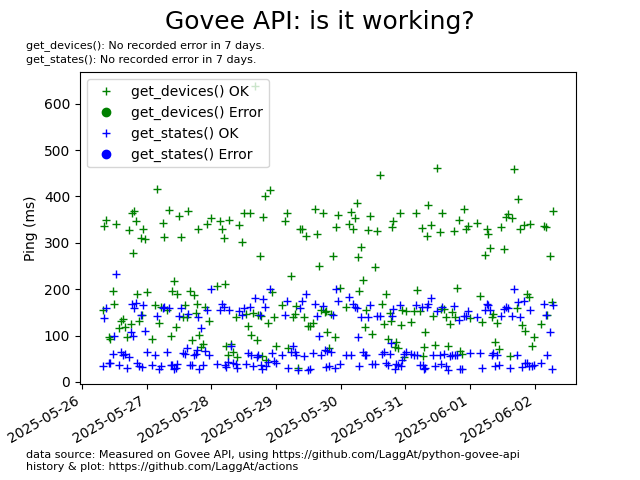 Govee API: is it working?
get_devices(): No recorded error in 7 days.
get_states(): No recorded error in 7 days.
get_devices() OK
get_devices() Error
get_states() OK
get_states() Error
Ping (ms)
600
500
400
300
200
100
0
2025-05-26
2025-05-27
2025-05-28
2025-05-29
2025-05-30
2025-05-31
2025-06-01
2025-06-02
data source: Measured on Govee API, using https://github.com/LaggAt/python-govee-api
history & plot: https://github.com/LaggAt/actions